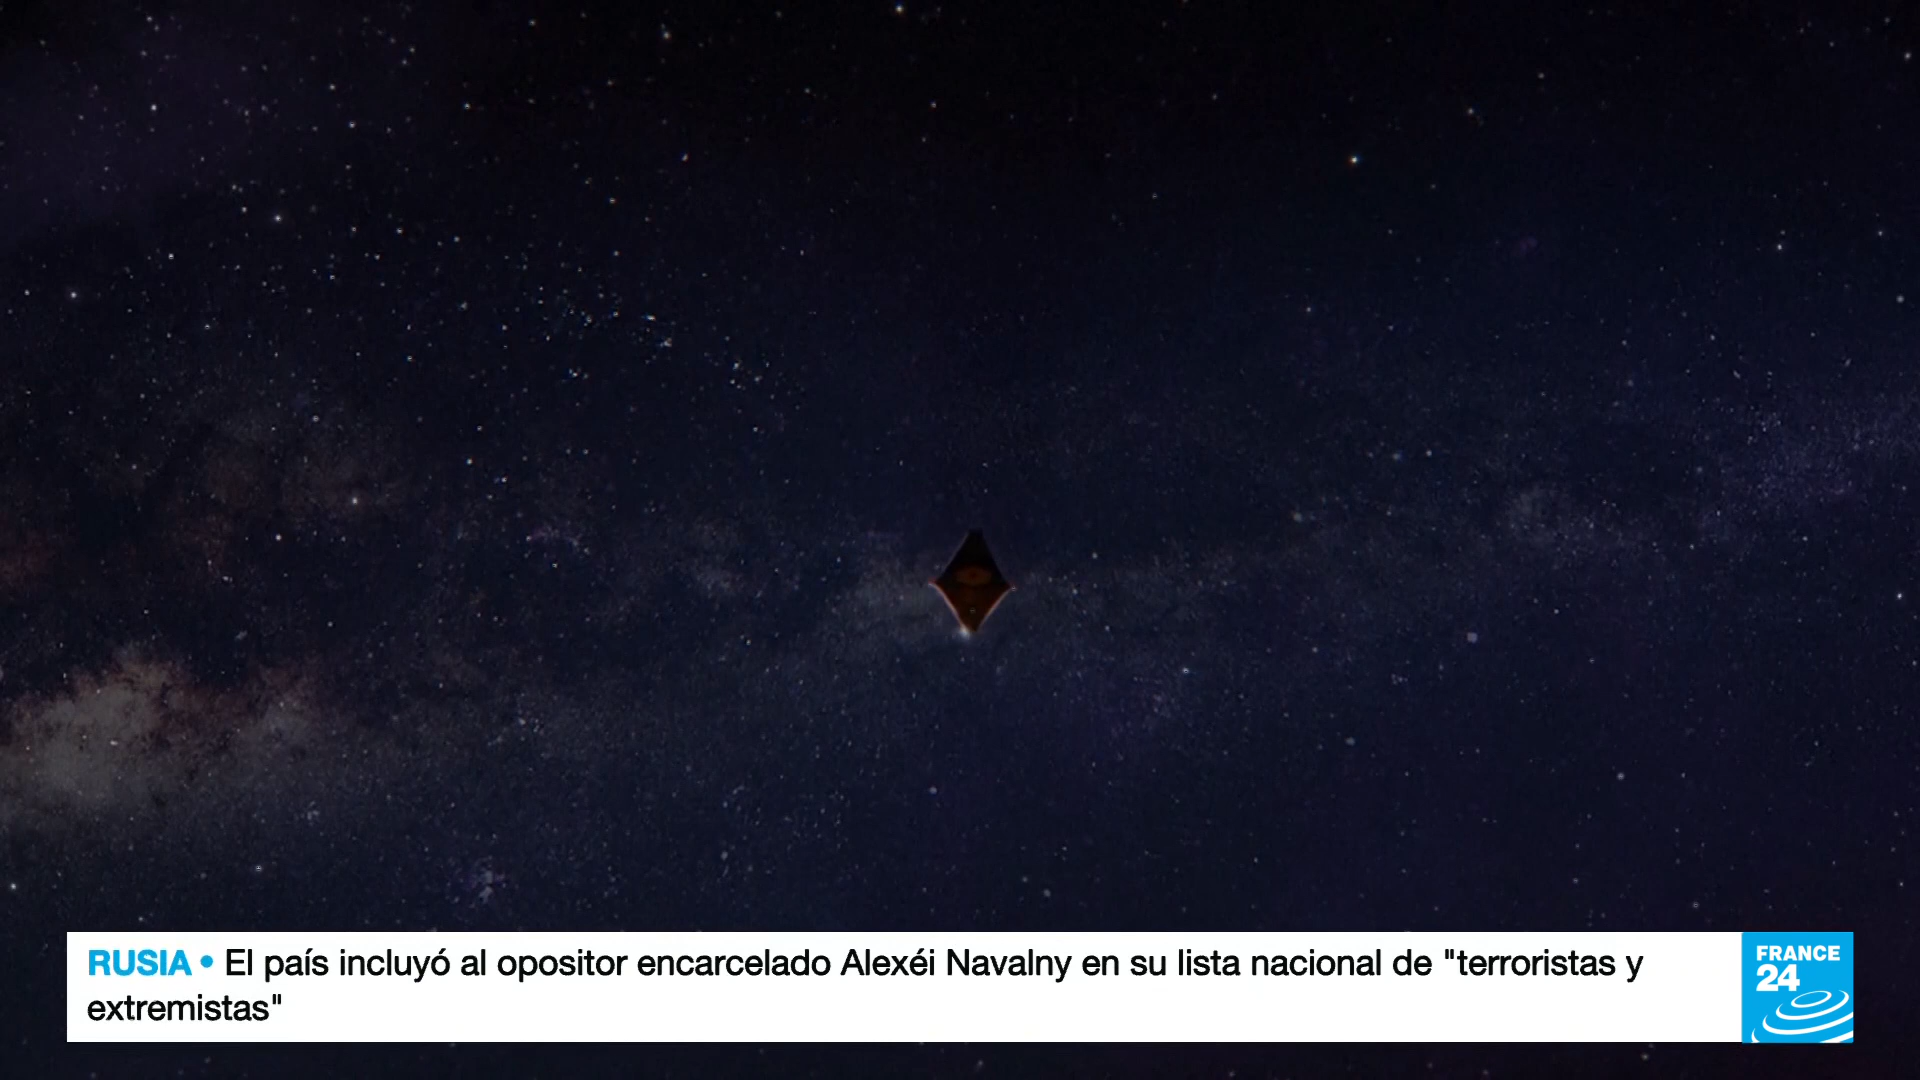 RUSIA • El país incluyó al opositor encarcelado Alexéi Navalny en su lista nacional de "terroristas y
extremistas"
FRANCE
24